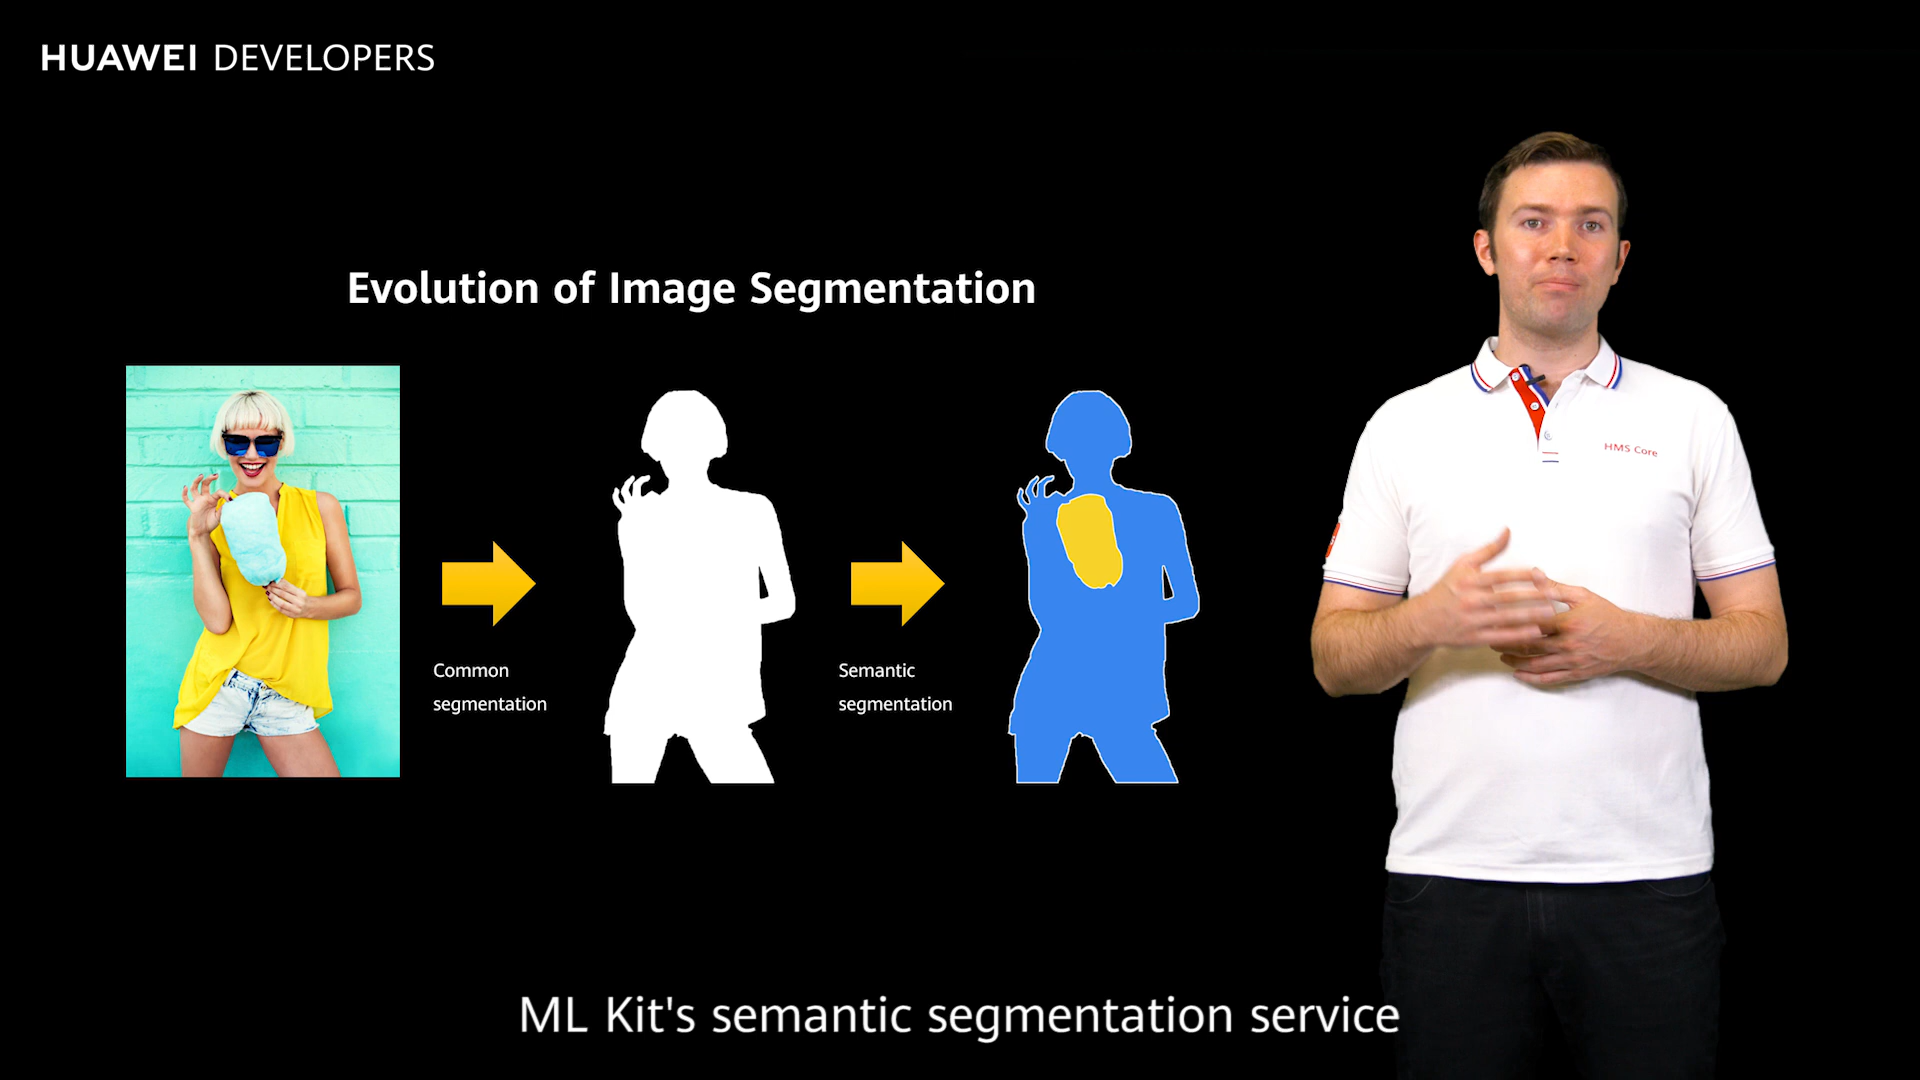 HUAWEI DEVELOPERS
Evolution of Image Segmentation
HMS Core
Common
segmentation
Semantic
segmentation
ML Kit's semantic segmentation service